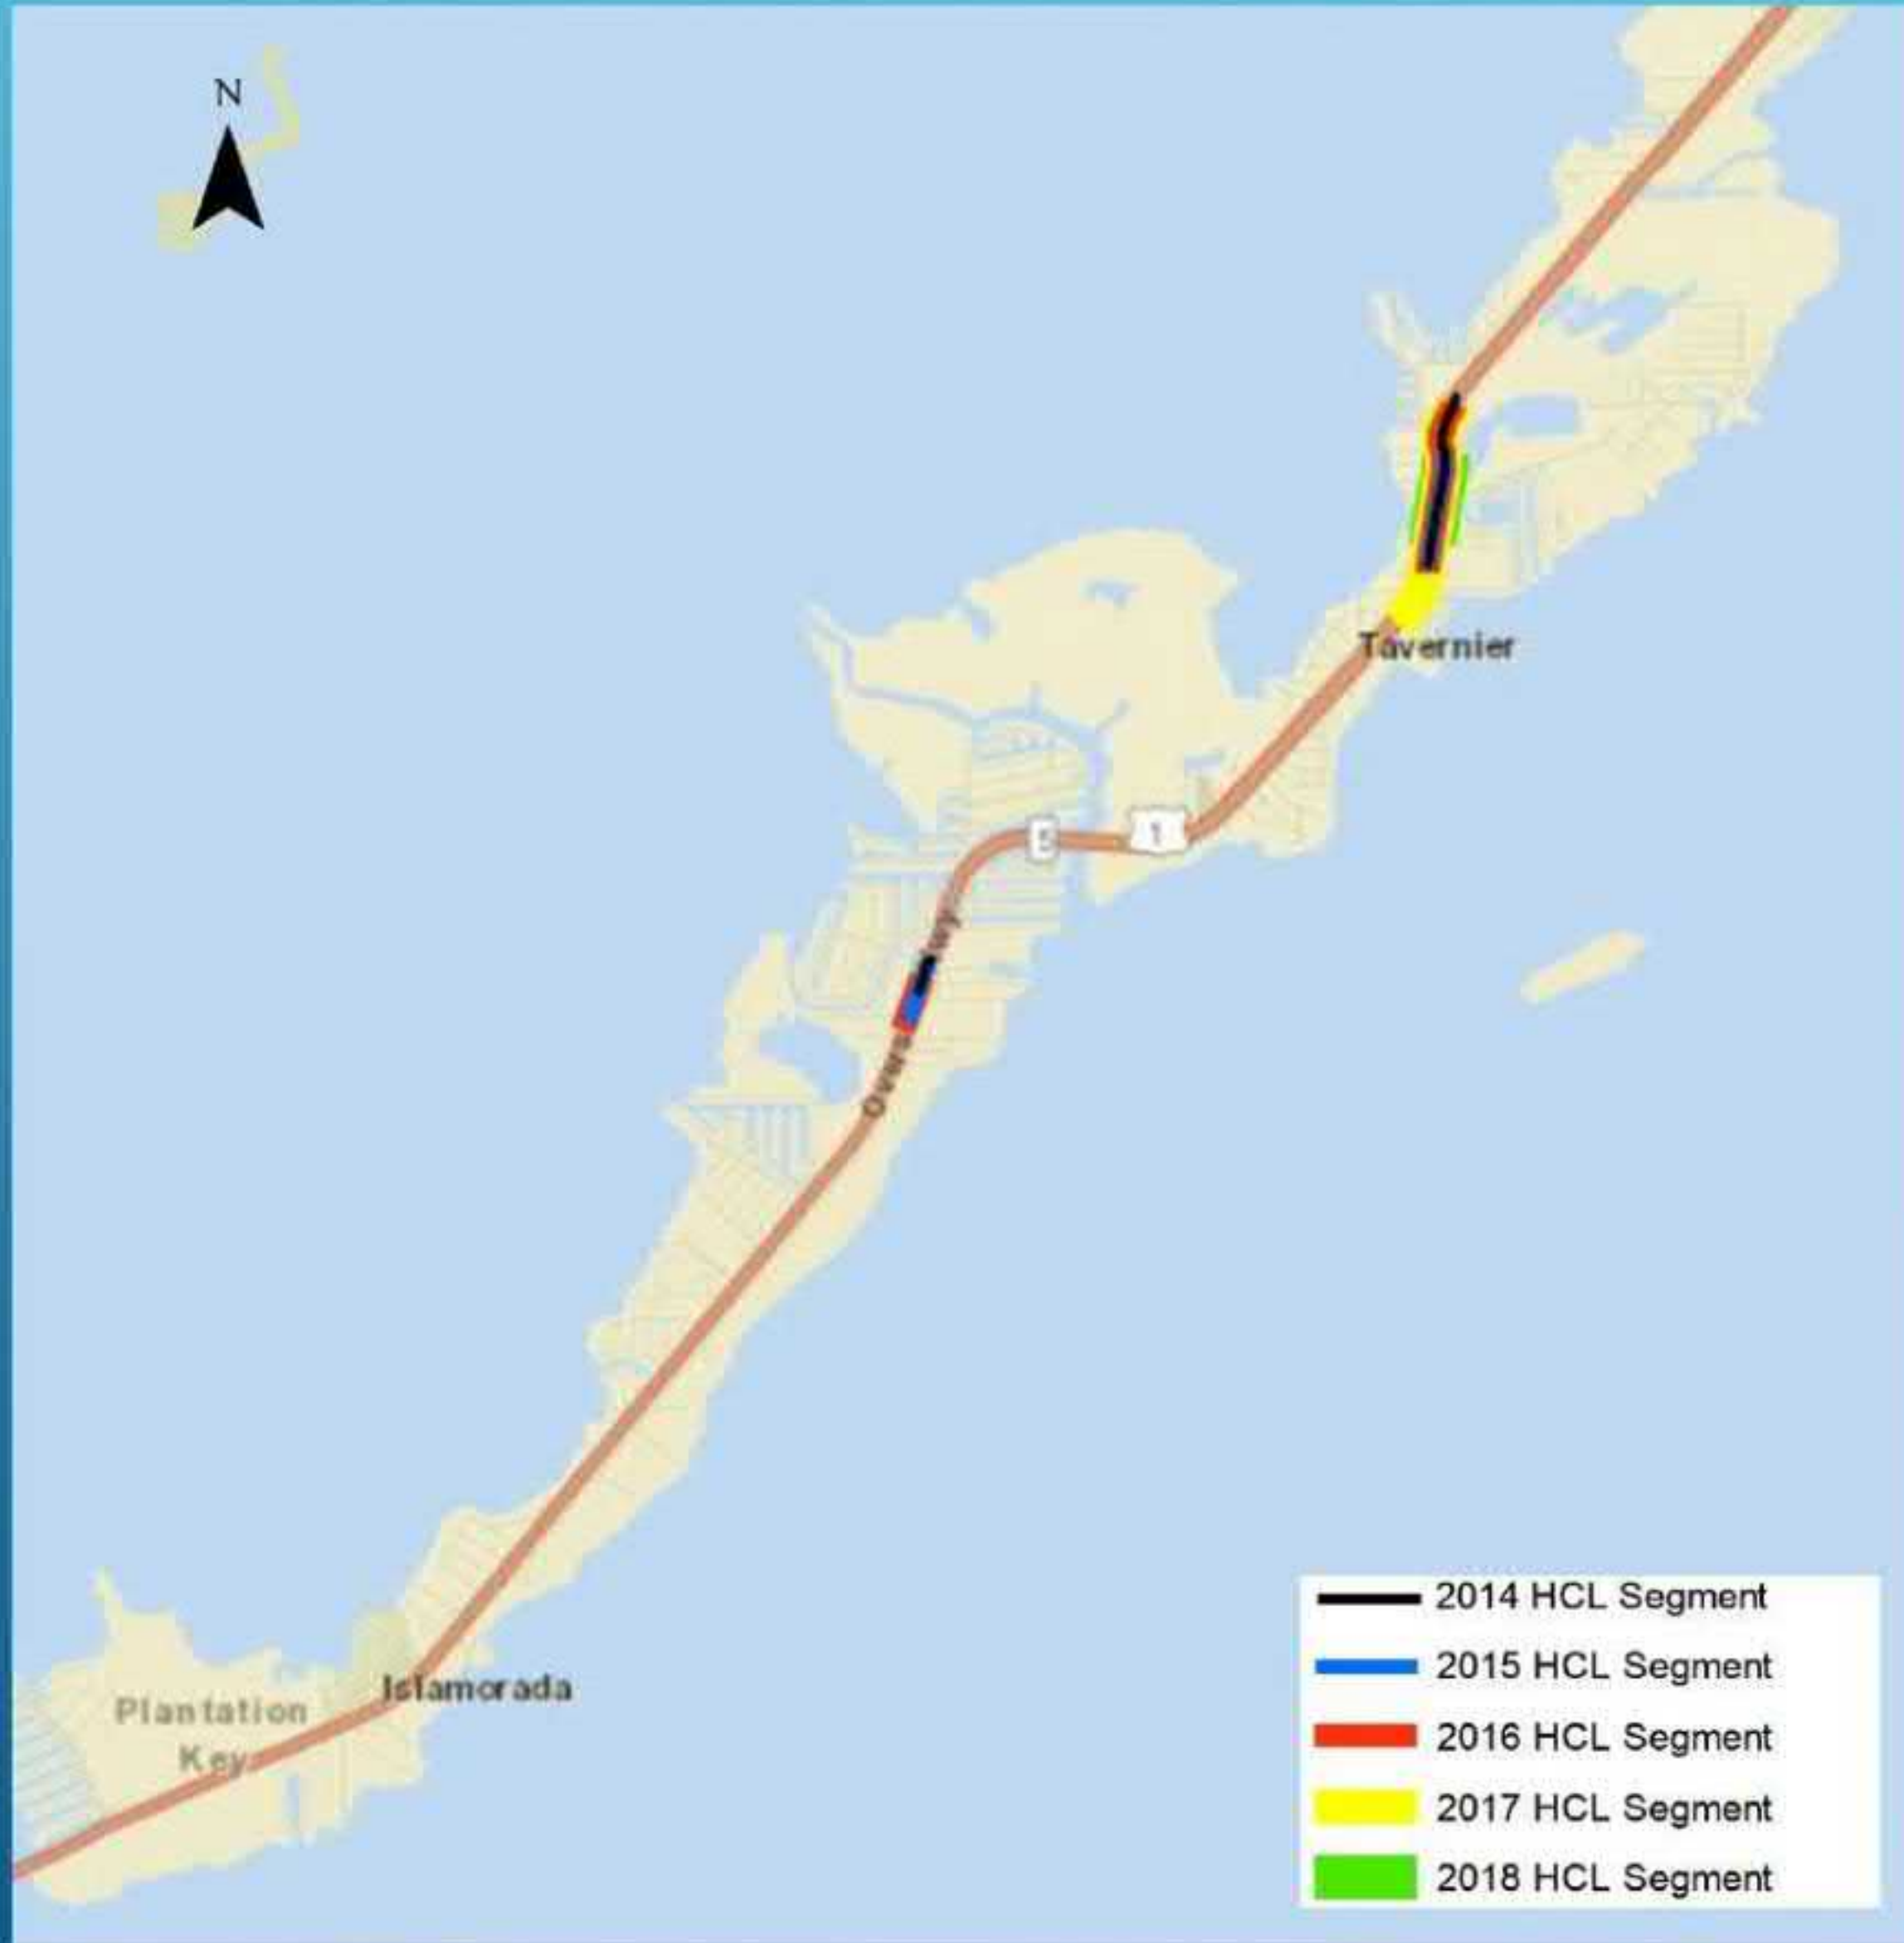 N
Tavernier
5
1
Islamorada
Plantation
Key
2014 HCL Segment
2015 HCL Segment
2016 HCL Segment
2017 HCL Segment
2018 HCL Segment